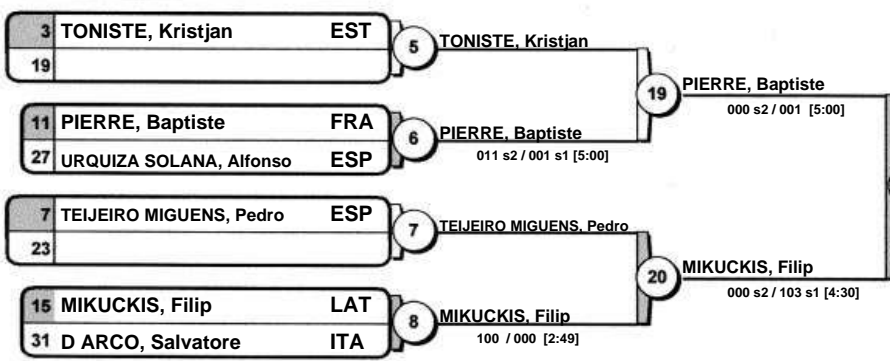 3 TONISTE, Kristjan EST
19
5 TONISTE, Kristjan
11 PIERRE, Baptiste FRA
27 URQUIZA SOLANA, Alfonso ESP
6 PIERRE, Baptiste
011 s2 / 001 s1 [5:00]
19 PIERRE, Baptiste
000 s2 / 001 [5:00]
7 TEIJEIRO MIGUENS, Pedro ESP
23
7 TEIJEIRO MIGUENS, Pedro
15 MIKUCKIS, Filip LAT
31 D ARCO, Salvatore ITA
8 MIKUCKIS, Filip
100 / 000 [2:49]
20 MIKUCKIS, Filip
000 s2 / 103 s1 [4:30]